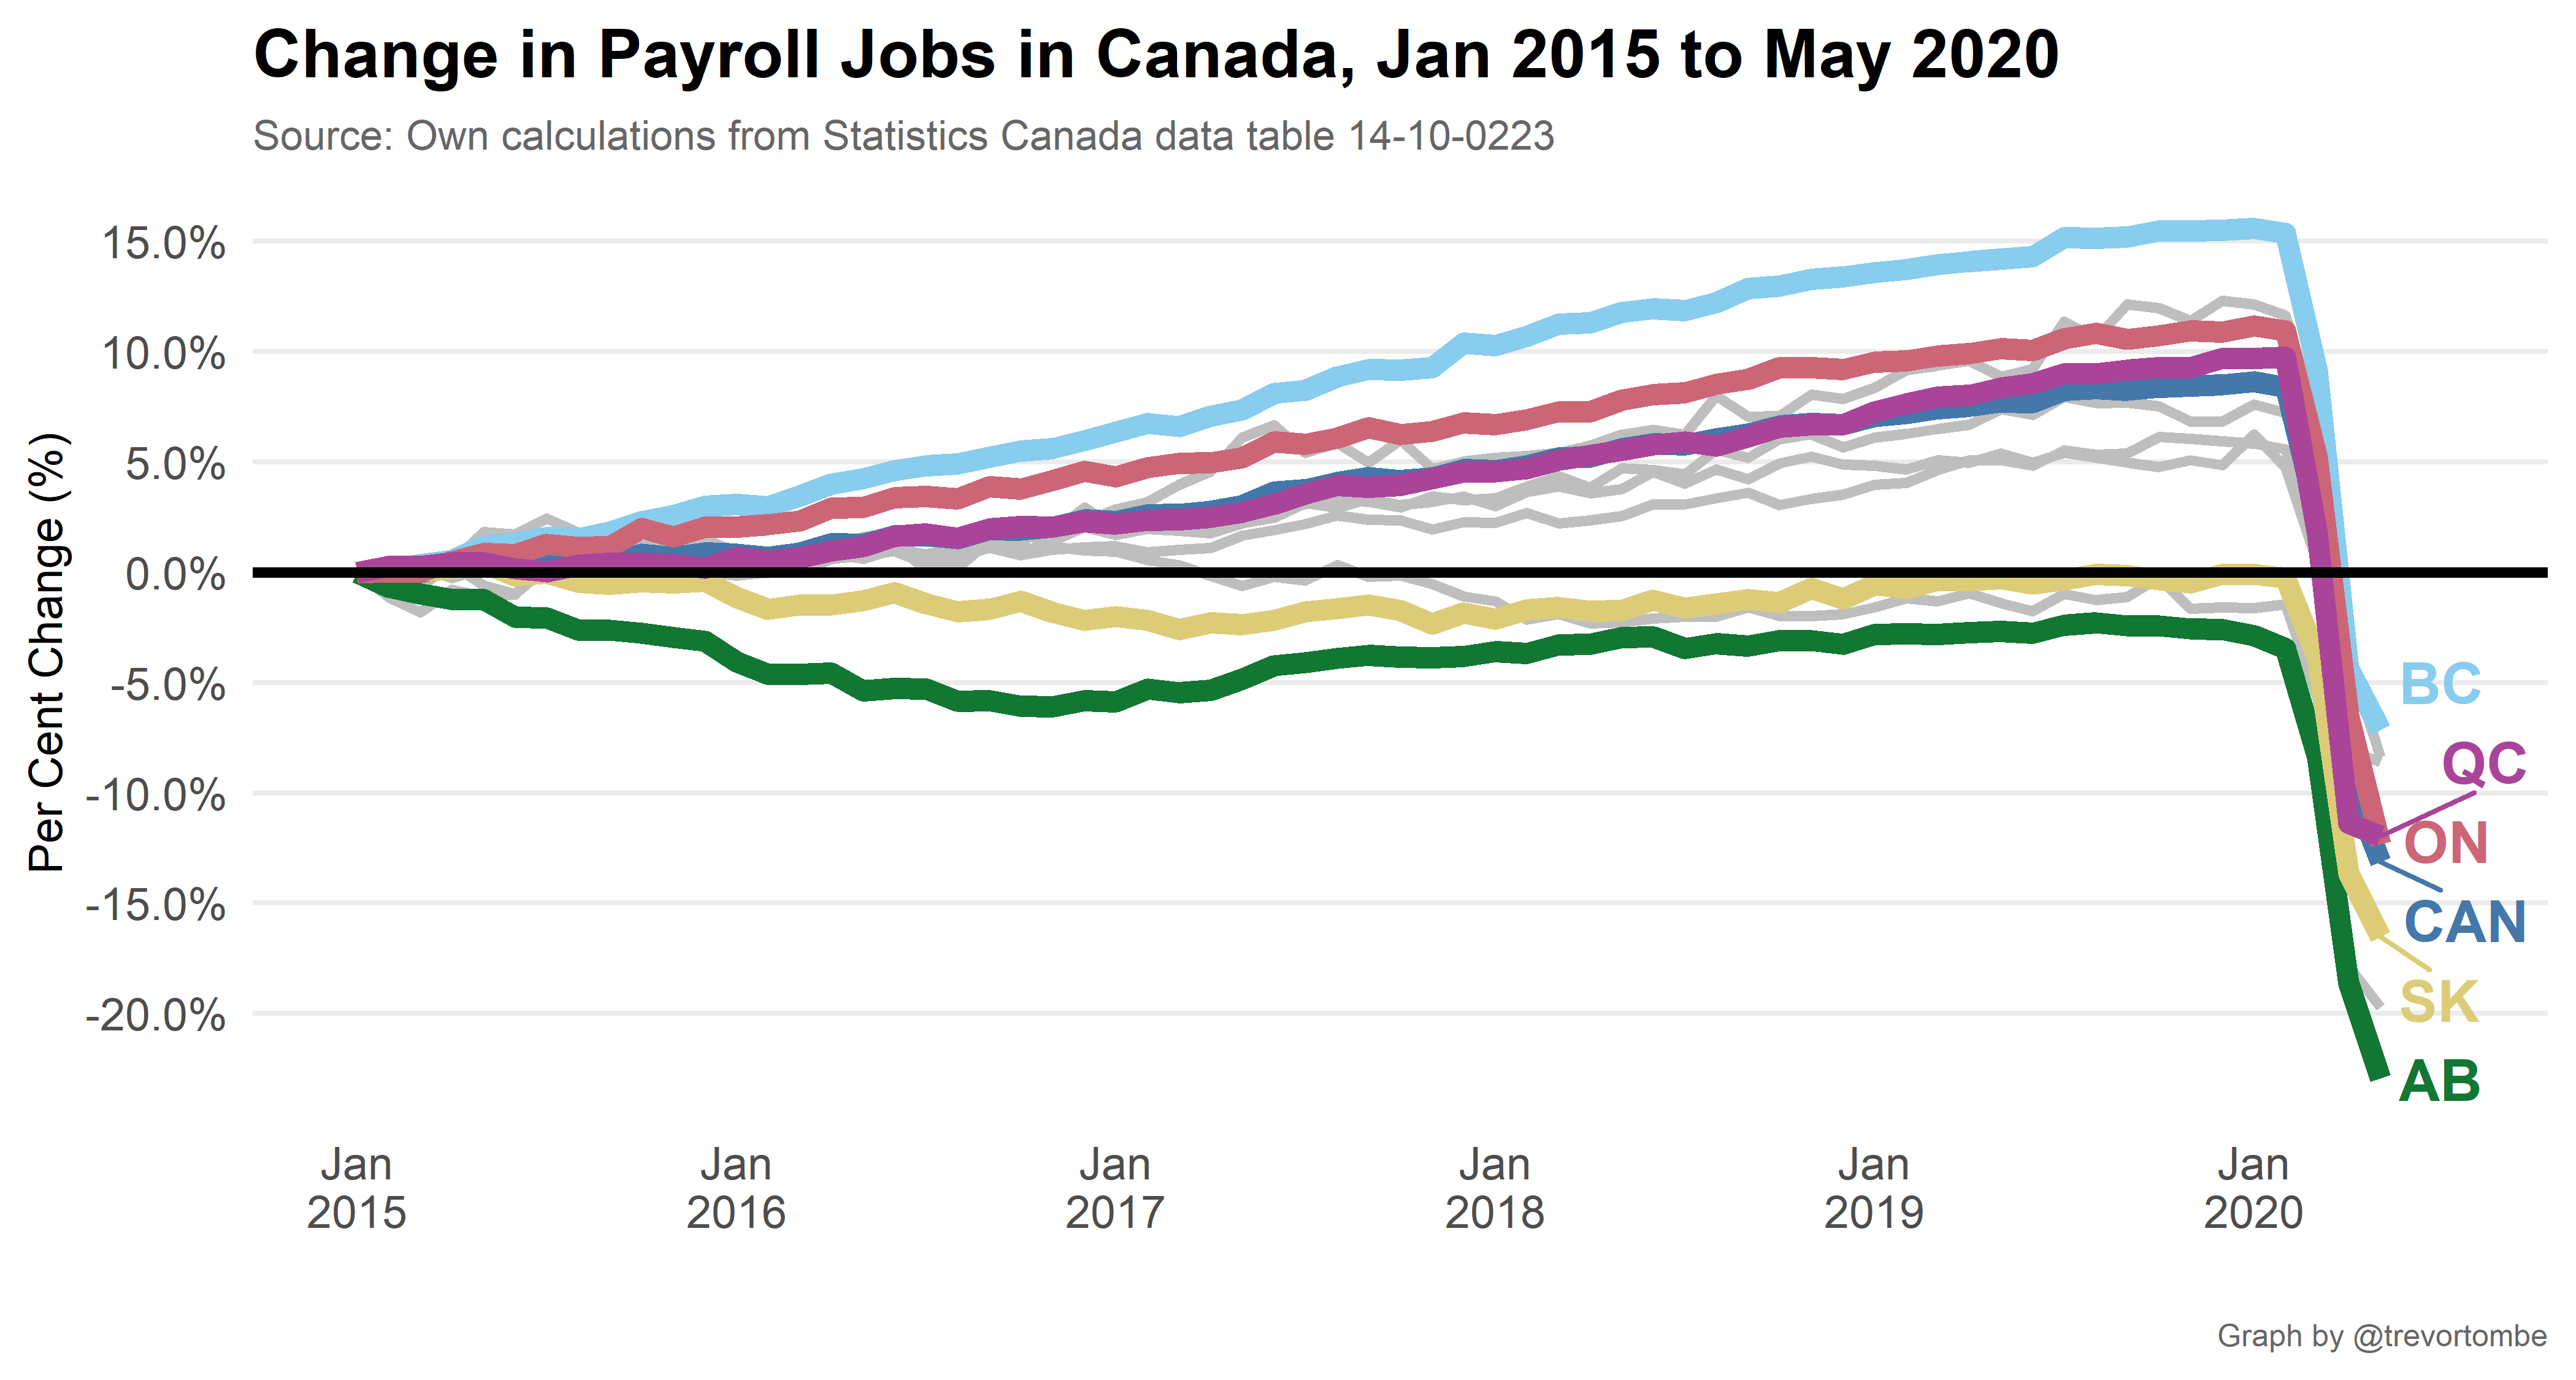 Change in Payroll Jobs in Canada, Jan 2015 to May 2020
Source: Own calculations from Statistics Canada data table 14-10-0223
Per Cent Change (%)
15.0%
10.0%
5.0%
0.0%
-5.0%
-10.0%
-15.0%
-20.0%
BC
QC
ON
CAN
SK
AB
Jan
2015
Jan
2016
Jan
2017
Jan
2018
Jan
2019
Jan
2020
Graph by @trevortombe